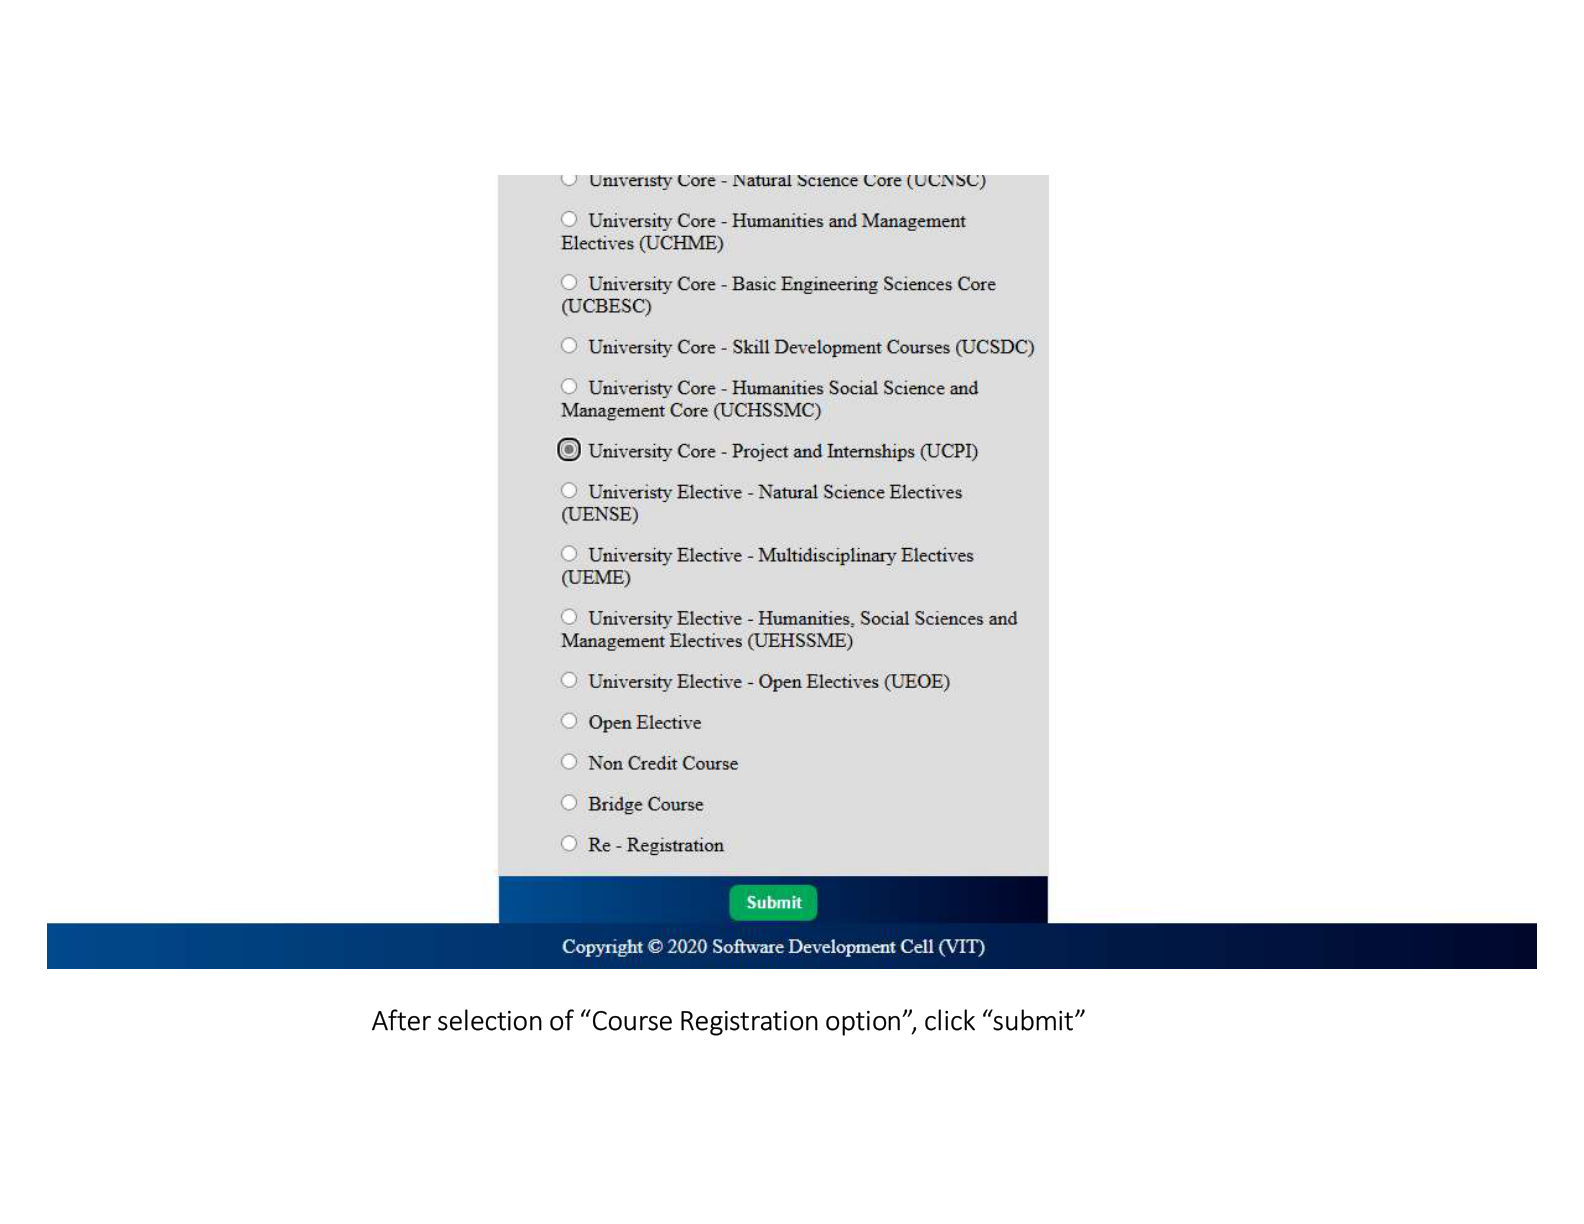 Univeristy Core - Natural Science Core (UCNSC)
University Core - Humanities and Management
Electives (UCHME)
University Core - Basic Engineering Sciences Core
(UCBESC)
University Core - Skill Development Courses (UCSDC)
Univeristy Core - Humanities Social Science and
Management Core (UCHSSMC)
University Core - Project and Internships (UCPI)
Univeristy Elective - Natural Science Electives
(UENSE)
University Elective - Multidisciplinary Electives
(UEME)
University Elective - Humanities, Social Sciences and
Management Electives (UEHSSME)
University Elective - Open Electives (UEOE)
Open Elective
Non Credit Course
Bridge Course
Re - Registration
Submit
Copyright © 2020 Software Development Cell (VIT)
After selection of “Course Registration option”, click “submit”